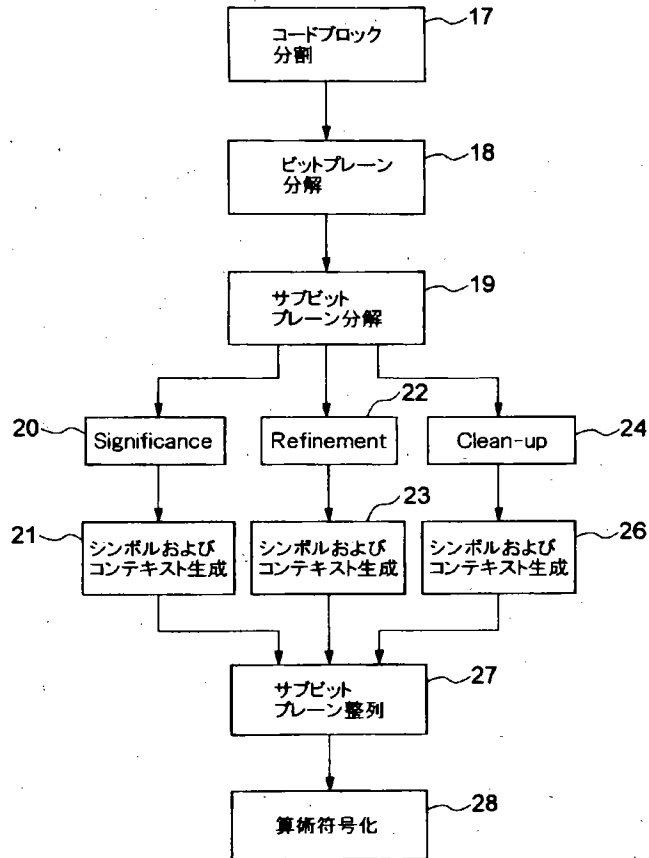 コードブロック
分割
17
ビットプレーン
分解
18
サブビット
プレーン分解
19
20
Significance
Refinement
22
Clean-up
24
21
シンボルおよび
コンテキスト生成
シンボルおよび
コンテキスト生成
23
シンボルおよび
コンテキスト生成
26
サブビット
プレーン整列
27
算術符号化
28